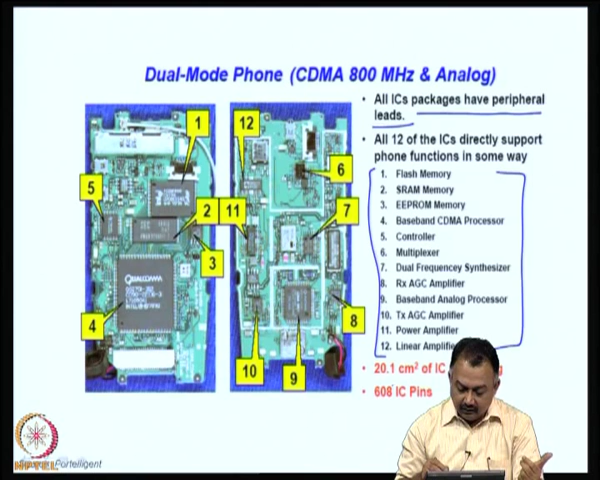 Dual-Mode Phone (CDMA 800 MHz & Analog)
• All ICs packages have peripheral
leads.
• All 12 of the ICs directly support
phone functions in some way
1. Flash Memory
2. SRAM Memory
3. EEPROM Memory
4. Baseband CDMA Processor
5. Controller
6. Multiplexer
7. Dual Frequencey Synthesizer
8. Rx AGC Amplifier
9. Baseband Analog Processor
10. Tx AGC Amplifier
11. Power Amplifier
12. Linear Amplifie
• 20.1 cm² of IC
• 608 IC Pins
1
2
3
4
5
QUALCOMM
12
6
11
7
8
10
9
NPTEL
Portelligent